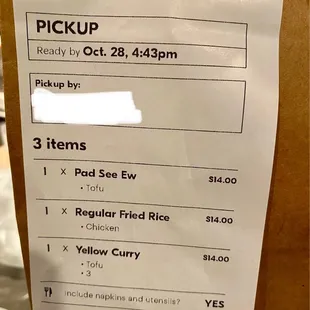 PICKUP
Ready by Oct. 28, 4:43pm
Pickup by:
3 items
1 x Pad See Ew $14.00
• Tofu
1 x Regular Fried Rice $14.00
• Chicken
1 x Yellow Curry $14.00
• Tofu
• 3
Include napkins and utensils? YES